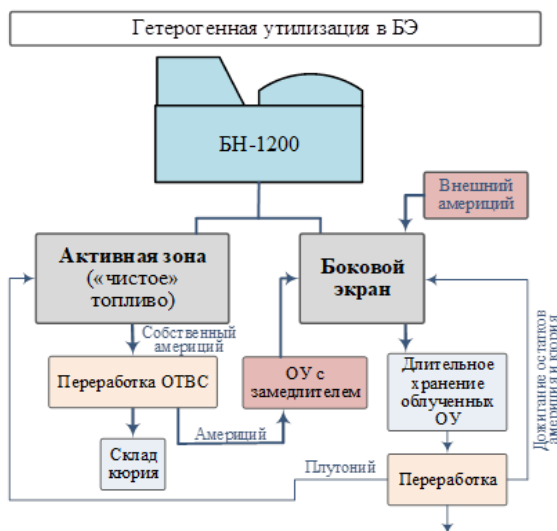 Гетерогенная утилизация в БЭ
БН-1200
Внешний
америций
Активная зона
(«чистое»
топливо)
Боковой
экран
Собственный
америций
Переработка ОТВС
ОУ с
замедлителем
Длительное
хранение
облученных
ОУ
Дожигание остатков
америция и кюрия
Америций
Склад
кюрия
Плутоний
Переработка